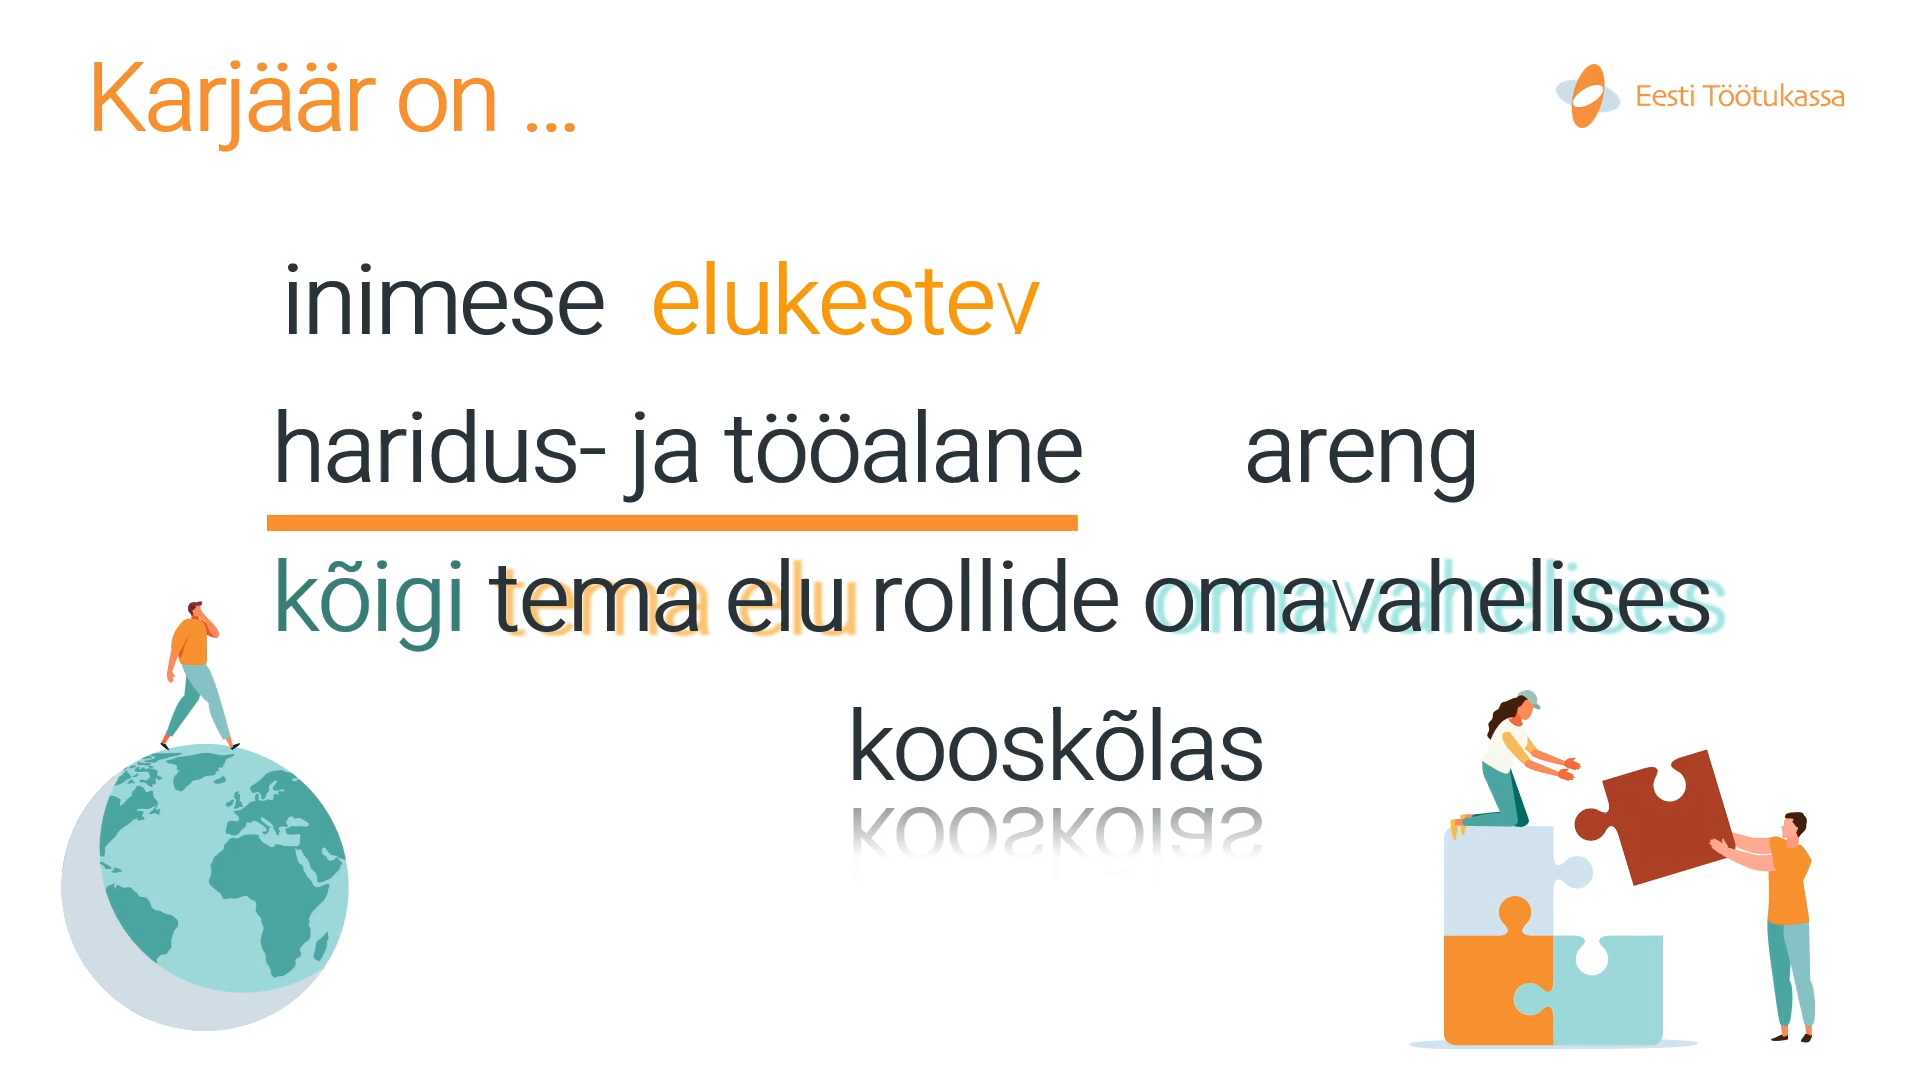 Karjäär on ...
Eesti Töötukassa
inimese elukestev
haridus- ja tööalane areng
kõigi tema elu rollide omavahelises
kooskõlas